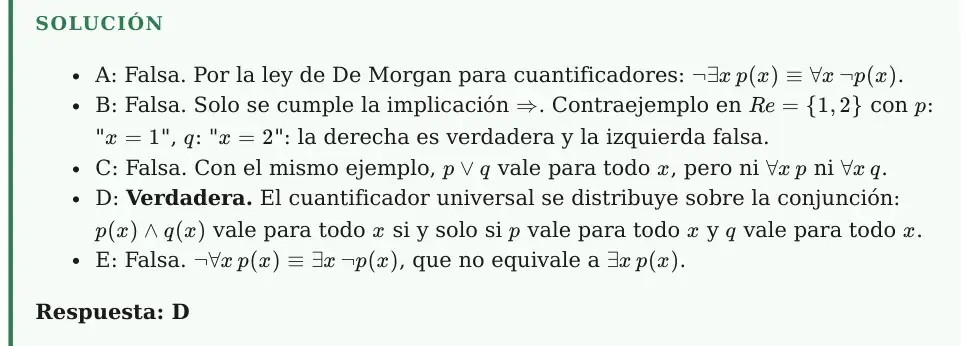 SOLUCIÓN
• A: Falsa. Por la ley de De Morgan para cuantificadores: ¬∃x p(x) ≡ ∀x ¬p(x).
• B: Falsa. Solo se cumple la implicación ⇒. Contraejemplo en Re = {1, 2} con p:
"x = 1", q: "x = 2": la derecha es verdadera y la izquierda falsa.
• C: Falsa. Con el mismo ejemplo, p ∨ q vale para todo x, pero ni ∀x p ni ∀x q.
• D: Verdadera. El cuantificador universal se distribuye sobre la conjunción:
p(x) ∧ q(x) vale para todo x si y solo si p vale para todo x y q vale para todo x.
• E: Falsa. ¬∀x p(x) ≡ ∃x ¬p(x), que no equivale a ∃x p(x).
Respuesta: D